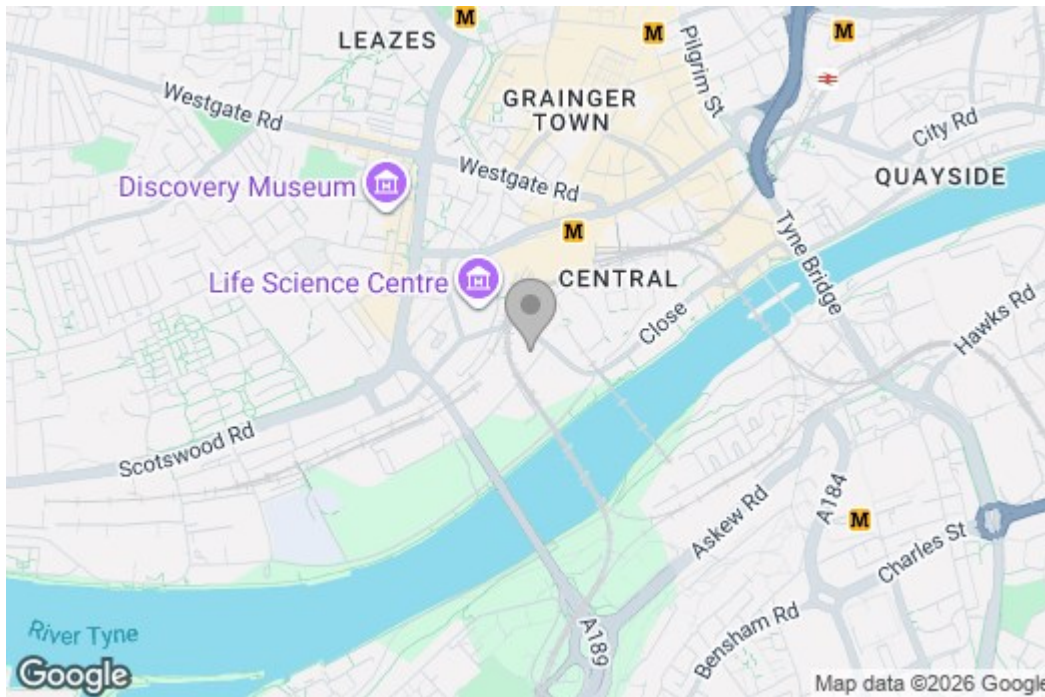 M
LEAZES
M
Pilgrim St
M
Westgate Rd
GRAINGER
TOWN
City Rd
Discovery Museum
Westgate Rd
QUAYSIDE
M
Tyne Bridge
Life Science Centre
CENTRAL
Close
Hawks Rd
Scotswood Rd
Askew Rd
A184
M
Charles St
River Tyne
A189
Bensham Rd
Google
Map data ©2026 Google